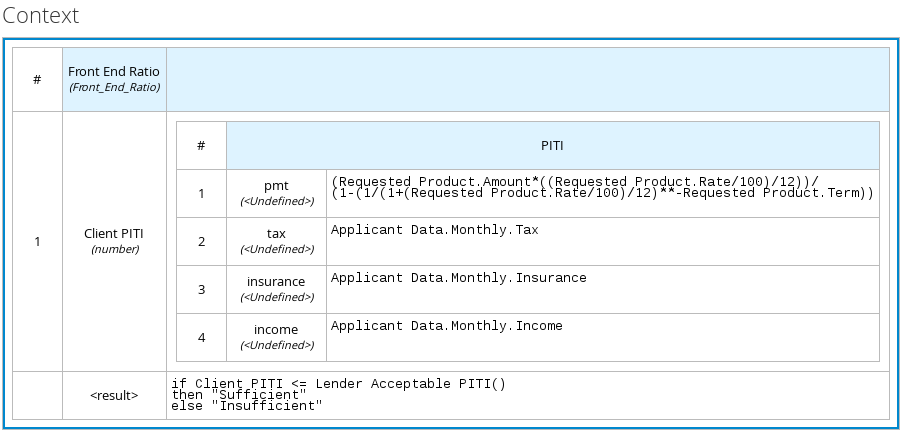 Context
#
Front End Ratio
(Front_End_Ratio)
1
Client PITI
(number)
#
PITI
1
pmt
(<Undefined>)
(Requested Product.Amount*((Requested Product.Rate/100)/12))/
(1-(1/(1+(Requested Product.Rate/100)/12)**-Requested Product.Term))
2
tax
(<Undefined>)
Applicant Data.Monthly.Tax
3
insurance
(<Undefined>)
Applicant Data.Monthly.Insurance
4
income
(<Undefined>)
Applicant Data.Monthly.Income
<result>
if Client PITI <= Lender Acceptable PITI()
then "Sufficient"
else "Insufficient"